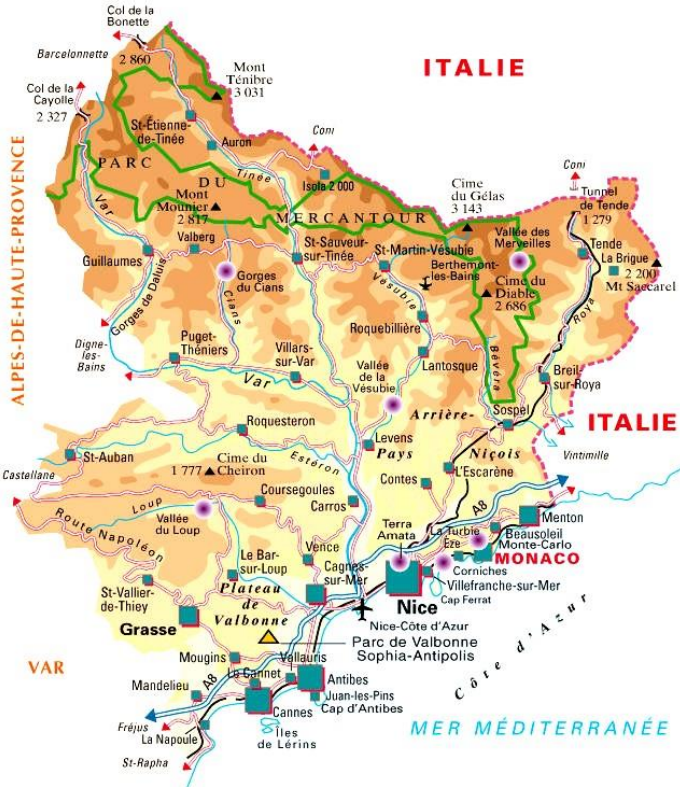 Col de la
Bonette
Barcelonnette
2 860
Mont
Ténibre
3 031
ITALIE
Col de la
Cayolle
2 327
St-Étienne-
de-Tinée
Auron
Coni
Tinée
Isola 2 000
PARC
DU
MERCANTOUR
Mont
Mounier
2 817
Cime
du Gélas
3 143
Coni
Tunnel
de Tende
1 279
ALPES-DE-HAUTE-PROVENCE
Var
Guillaumes
Valberg
Gorges
du Cians
St-Sauveur-
sur-Tinée
St-Martin-Vésubie
Berthemont-
les-Bains
Vallée des
Merveilles
Cime du
Diable
2 686
Tende
La Brigue
2 200
Mt Saccarel
Gorges de Daluis
Cians
Vésubie
Roquebillière
Roya
Digne-
les-
Bains
Puget-
Théniers
Villars-
sur-Var
Var
Vallée
de la
Vésubie
Lantosque
Bévéra
Breil-
sur-Roya
Sospel
ITALIE
Vintimille
Roquesteron
Levens
Arrière-
Pays
Niçois
St-Auban
Estéron
Castellane
1 777
Cime du
Cheiron
Contes
L'Escarène
Coursegoules
Carros
Loup
Route Napoléon
Vallée
du Loup
A8
Menton
Terra
Amata
La Turbie
Eze
Beausoleil
Monte-Carlo
MONACO
Corniches
Villefranche-sur-Mer
Cap Ferrat
Vence
Cagnes-
sur-Mer
Le Bar-
sur-Loup
St-Vallier-
de-Thiey
Plateau
de
Valbonne
Grasse
Nice
Nice-Côte d'Azur
Parc de Valbonne
Sophia-Antipolis
Côte d'Azur
VAR
Mougins
Vallauris
Le Cannet
A8
Mandelieu
Antibes
Juan-les-Pins
Cap d'Antibes
Cannes
Fréjus
La Napoule
Îles
de Lérins
St-Rapha
MER MÉDITERRANÉE